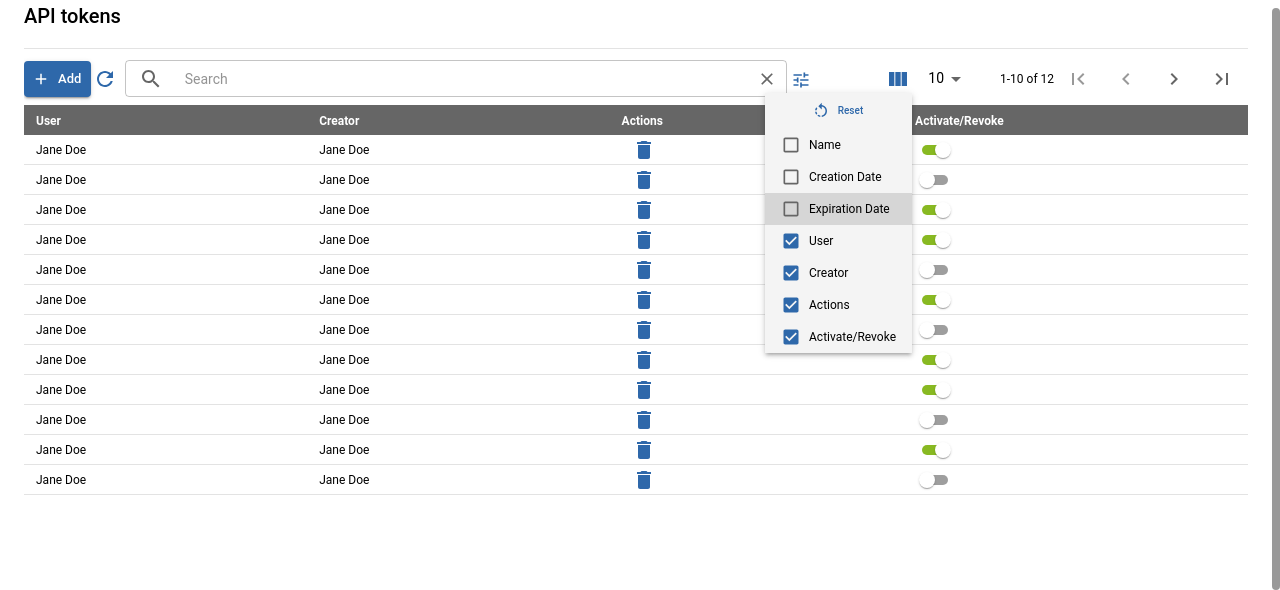 API tokens
Add
Search
10
1-10 of 12
User Creator Actions Activate/Revoke
Reset
Name
Creation Date
Expiration Date
User
Creator
Actions
Activate/Revoke
Jane Doe Jane Doe
Jane Doe Jane Doe
Jane Doe Jane Doe
Jane Doe Jane Doe
Jane Doe Jane Doe
Jane Doe Jane Doe
Jane Doe Jane Doe
Jane Doe Jane Doe
Jane Doe Jane Doe
Jane Doe Jane Doe
Jane Doe Jane Doe
Jane Doe Jane Doe